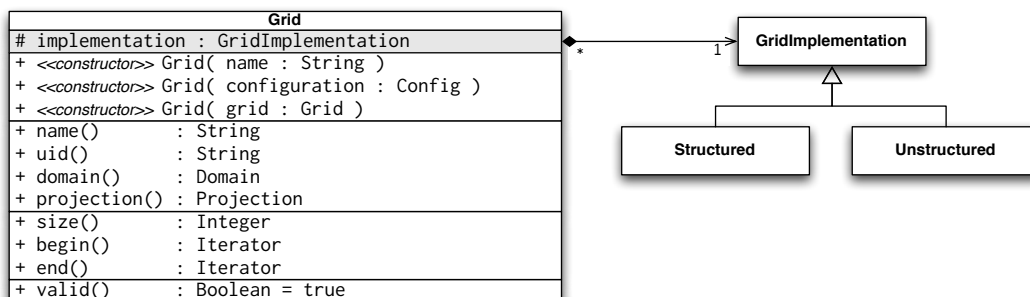 Grid
# implementation : GridImplementation
+ <<constructor>> Grid( name : String )
+ <<constructor>> Grid( configuration : Config )
+ <<constructor>> Grid( grid : Grid )
+ name() : String
+ uid() : String
+ domain() : Domain
+ projection() : Projection
+ size() : Integer
+ begin() : Iterator
+ end() : Iterator
+ valid() : Boolean = true
* 1
GridImplementation
Structured
Unstructured